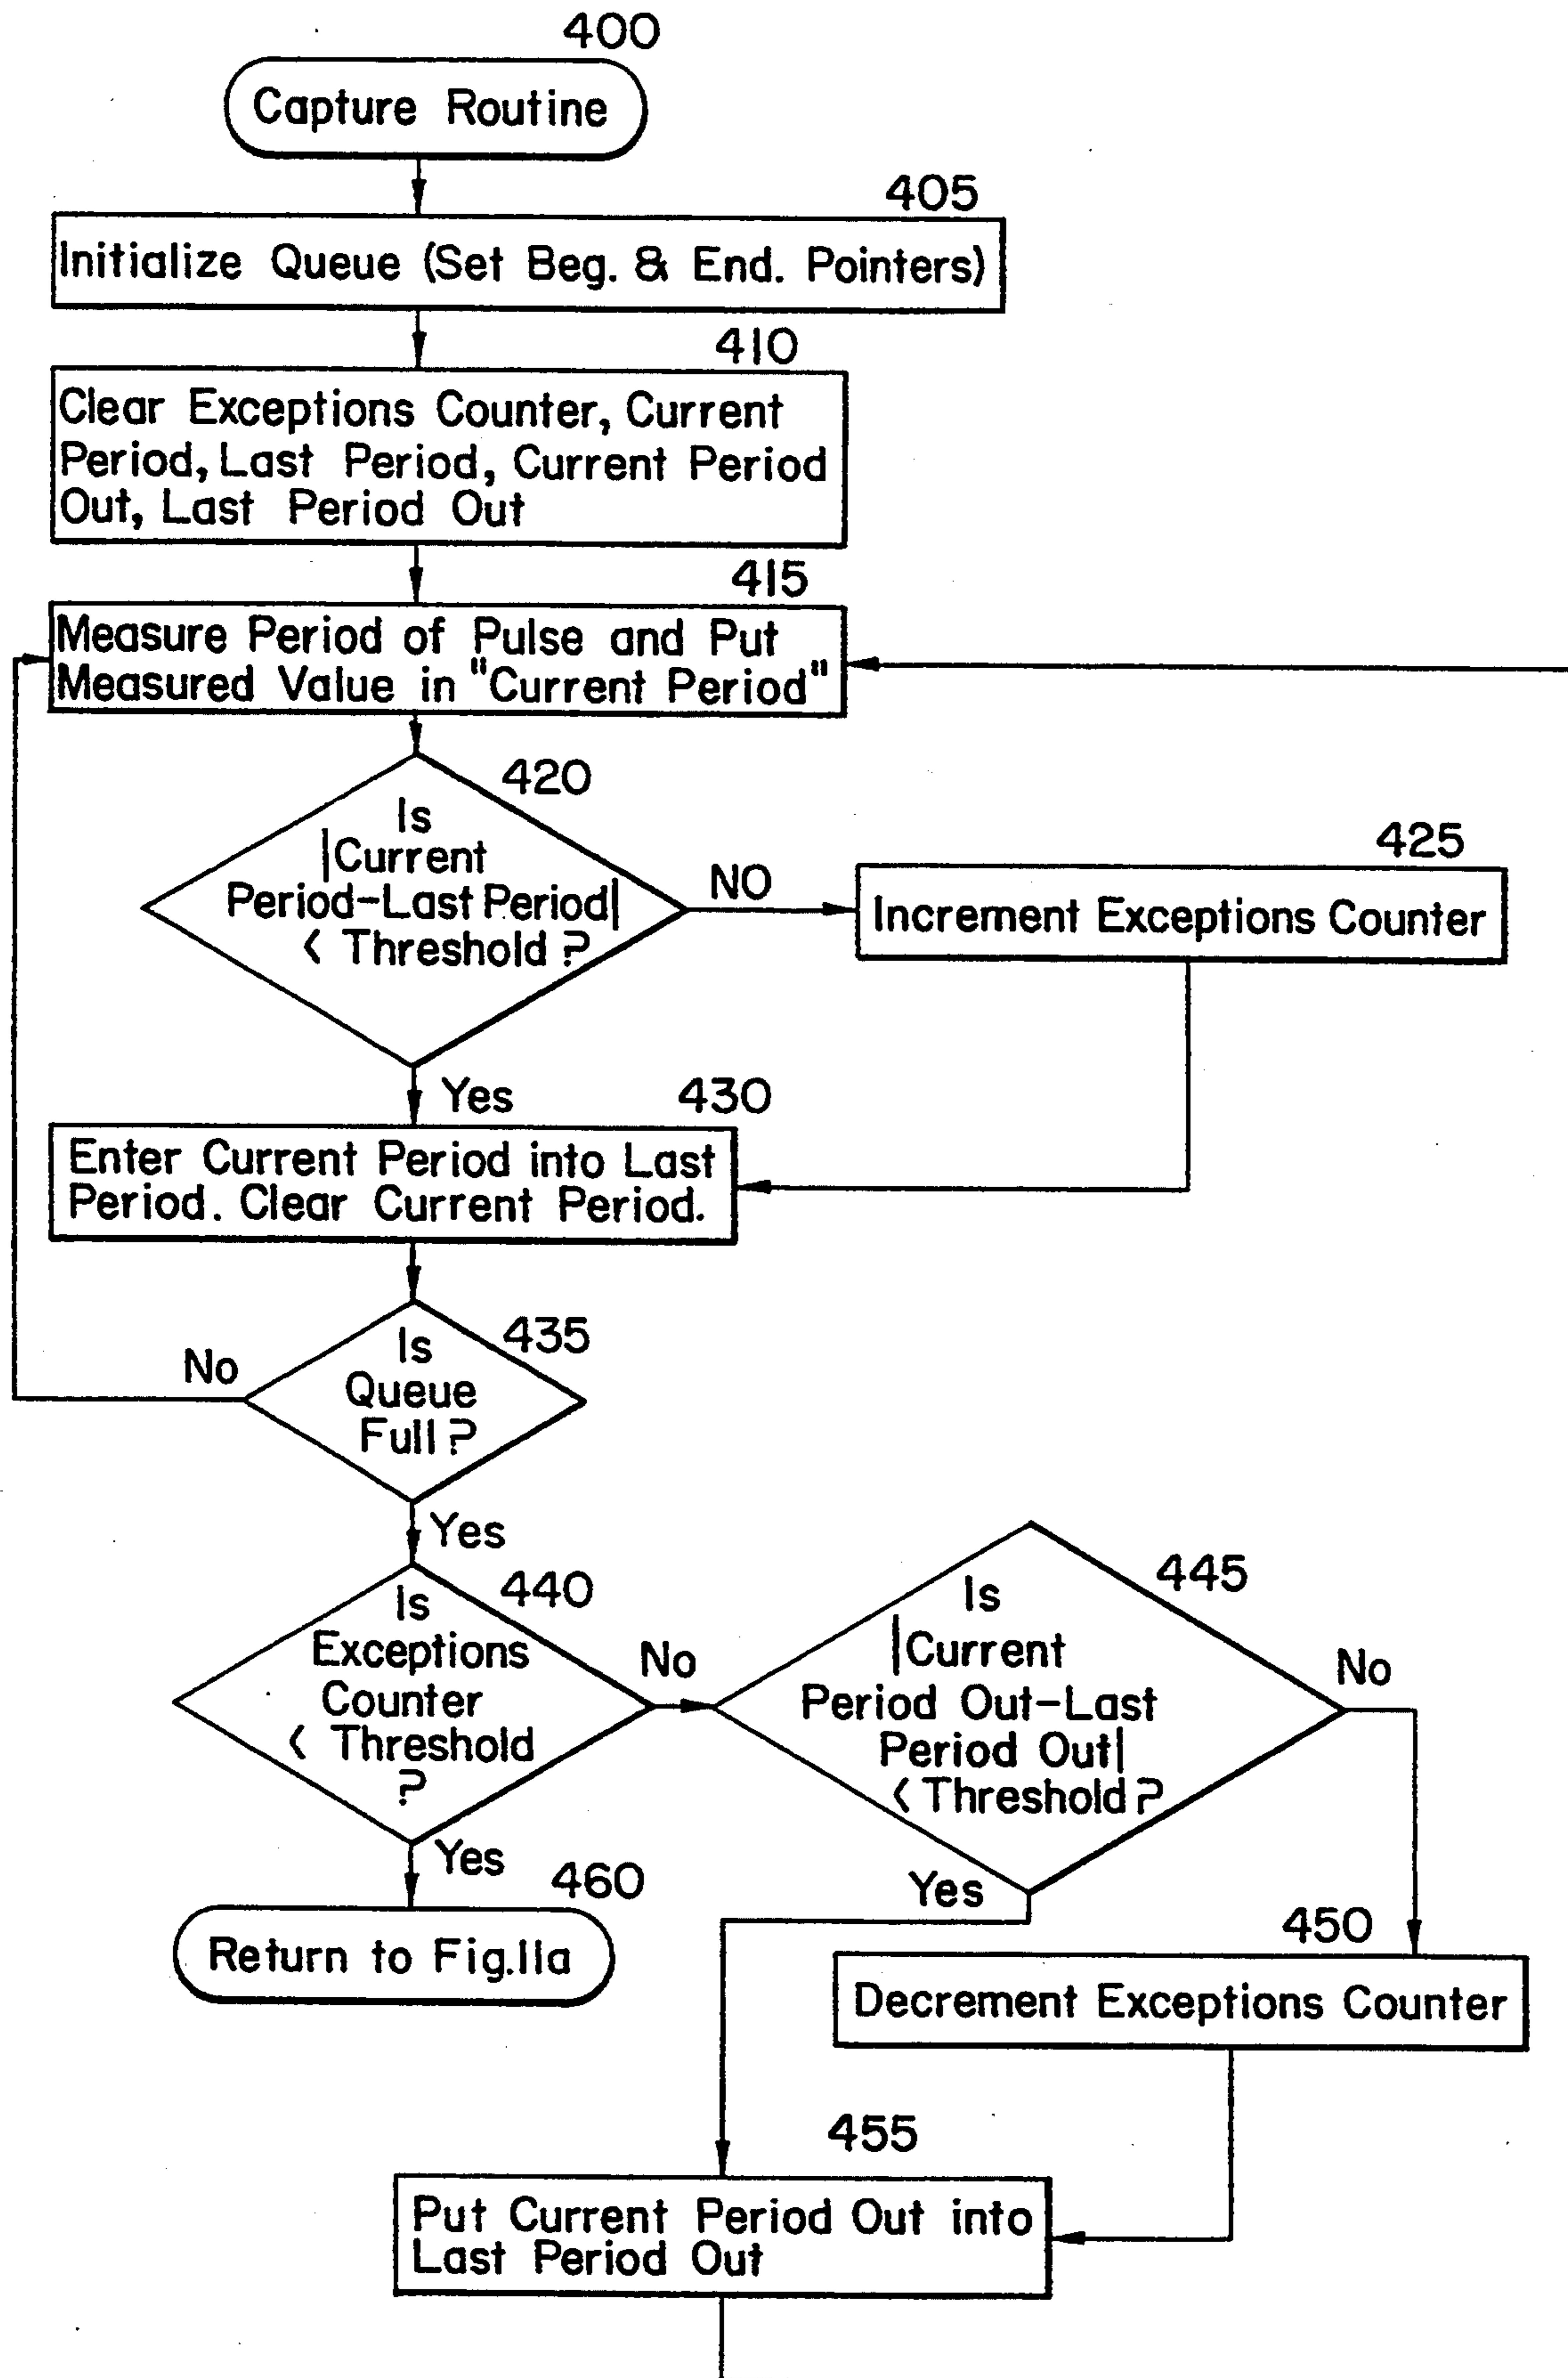 400
Capture Routine
405
Initialize Queue (Set Beg. & End. Pointers)
410
Clear Exceptions Counter, Current
Period, Last Period, Current Period
Out, Last Period Out
415
Measure Period of Pulse and Put
Measured Value in "Current Period"
420
Is
|Current
Period-Last Period|
< Threshold ?
NO
425
Increment Exceptions Counter
Yes
430
Enter Current Period into Last
Period. Clear Current Period.
435
Is
Queue
Full ?
No
Yes
440
Is
Exceptions
Counter
< Threshold
?
No
445
Is
|Current
Period Out-Last
Period Out|
< Threshold ?
No
Yes
Yes
460
Return to Fig.11a
450
Decrement Exceptions Counter
455
Put Current Period Out into
Last Period Out